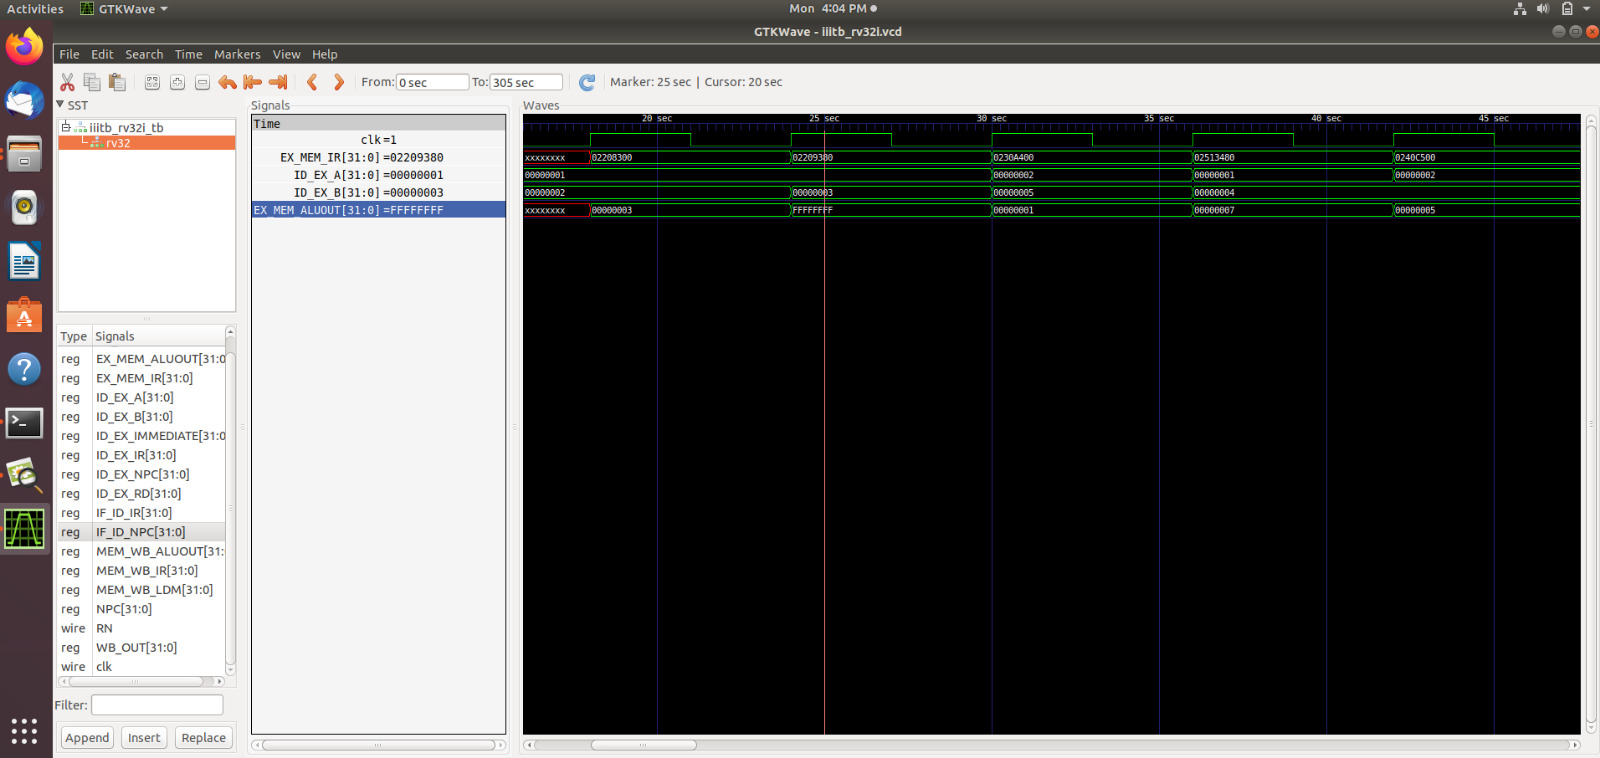 Activities GTKWave Mon 4:04 PM
GTKWave - iiitb_rv32i.vcd
File Edit Search Time Markers View Help
From: 0 sec To: 305 sec Marker: 25 sec | Cursor: 20 sec
SST
iiitb_rv32i_tb
rv32
Type Signals
reg EX_MEM_ALUOUT[31:0
reg EX_MEM_IR[31:0]
reg ID_EX_A[31:0]
reg ID_EX_B[31:0]
reg ID_EX_IMMEDIATE[31:0
reg ID_EX_IR[31:0]
reg ID_EX_NPC[31:0]
reg ID_EX_RD[31:0]
reg IF_ID_IR[31:0]
reg IF_ID_NPC[31:0]
reg MEM_WB_ALUOUT[31:
reg MEM_WB_IR[31:0]
reg MEM_WB_LDM[31:0]
reg NPC[31:0]
wire RN
reg WB_OUT[31:0]
wire clk
Filter:
Append Insert Replace
Signals
Time
clk=1
EX_MEM_IR[31:0]=02209380
ID_EX_A[31:0]=00000001
ID_EX_B[31:0]=00000003
EX_MEM_ALUOUT[31:0]=FFFFFFFF
Waves
20 sec 25 sec 30 sec 35 sec 40 sec 45 sec
xxxxxxxx 02208300 02209380 0230A400 02513480 0240C500
00000001 00000002 00000001 00000002
00000002 00000003 00000005 00000004
xxxxxxxx 00000003 FFFFFFFF 00000001 00000007 00000005